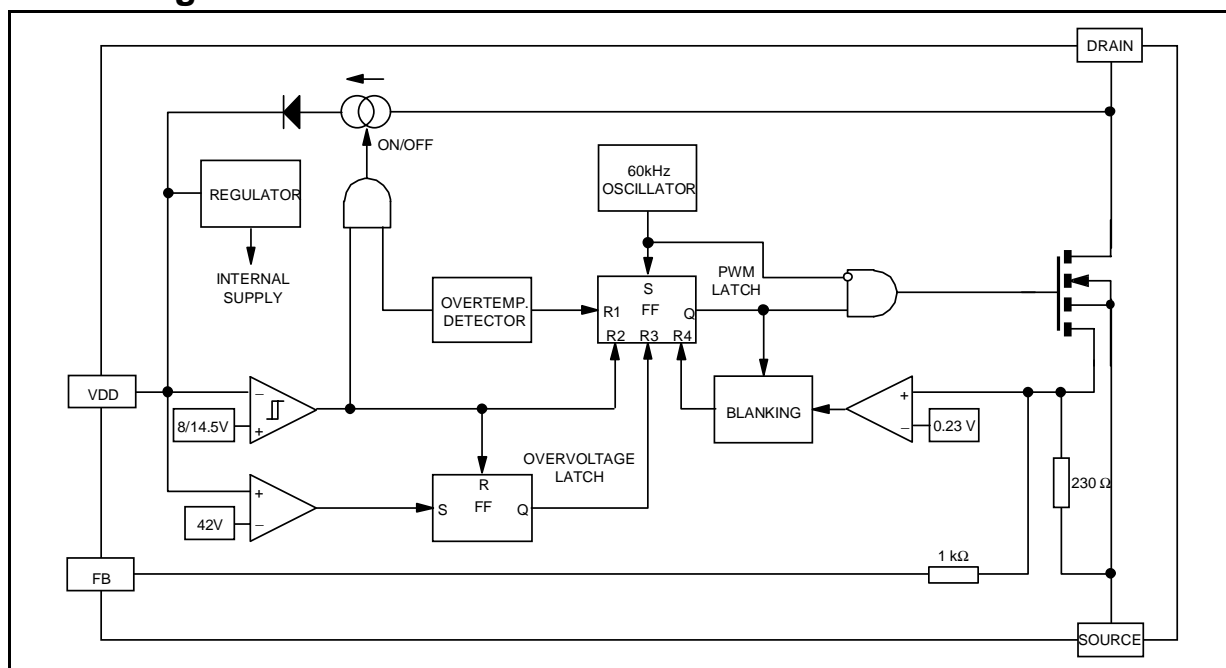 DRAIN
ON/OFF
REGULATOR
60kHz
OSCILLATOR
INTERNAL
SUPPLY
PWM
LATCH
S
FF
R1
Q
R2
R3
R4
OVERTEMP.
DETECTOR
VDD
−
+
8/14.5V
BLANKING
+
−
0.23 V
OVERVOLTAGE
LATCH
R
FF
S
Q
230 Ω
+
−
42V
1 kΩ
FB
SOURCE